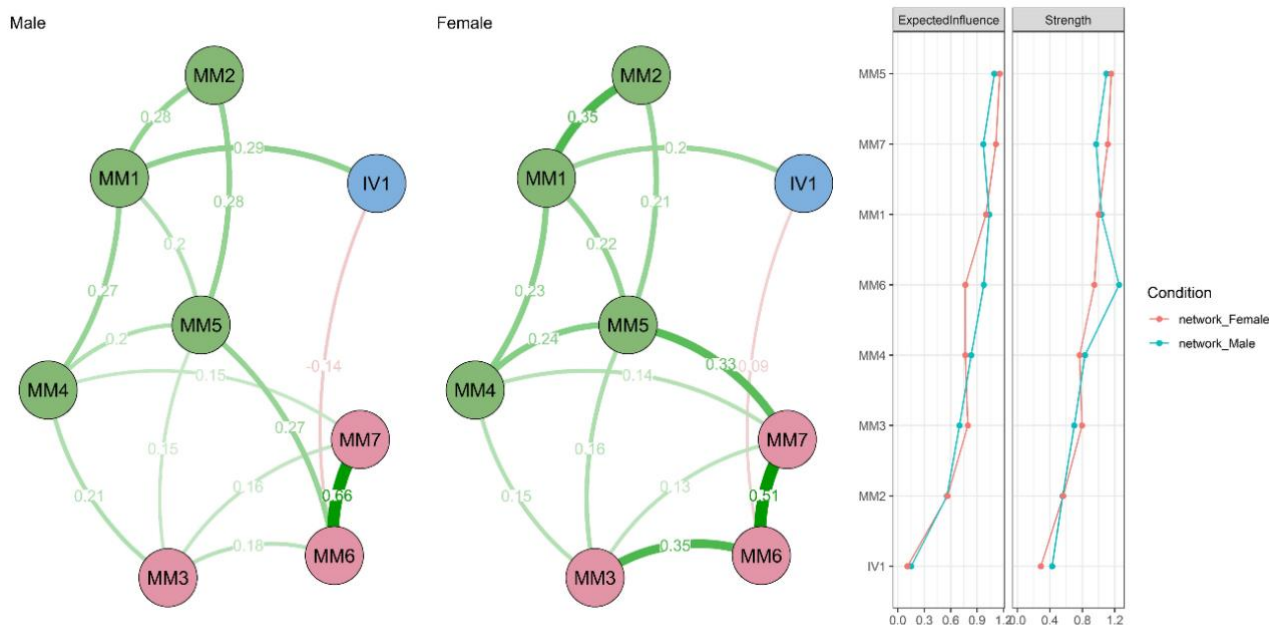 Male
MM2
0.28
0.29
MM1
IV1
0.28
0.2
0.27
MM5
0.2
-0.14
0.15
MM4
0.27
MM7
0.15
0.16
0.21
0.66
0.18
MM6
MM3
Female
MM2
0.35
0.2
MM1
IV1
0.21
0.22
0.23
MM5
0.24
0.33
0.14
MM4
MM7
0.16
0.13
0.15
0.51
0.35
MM6
MM3
ExpectedInfluence
Strength
MM5
MM7
MM1
MM6
MM4
MM3
MM2
IV1
0.0 0.3 0.6 0.9 1.2
0.0 0.4 0.8 1.2
Condition
network_Female
network_Male